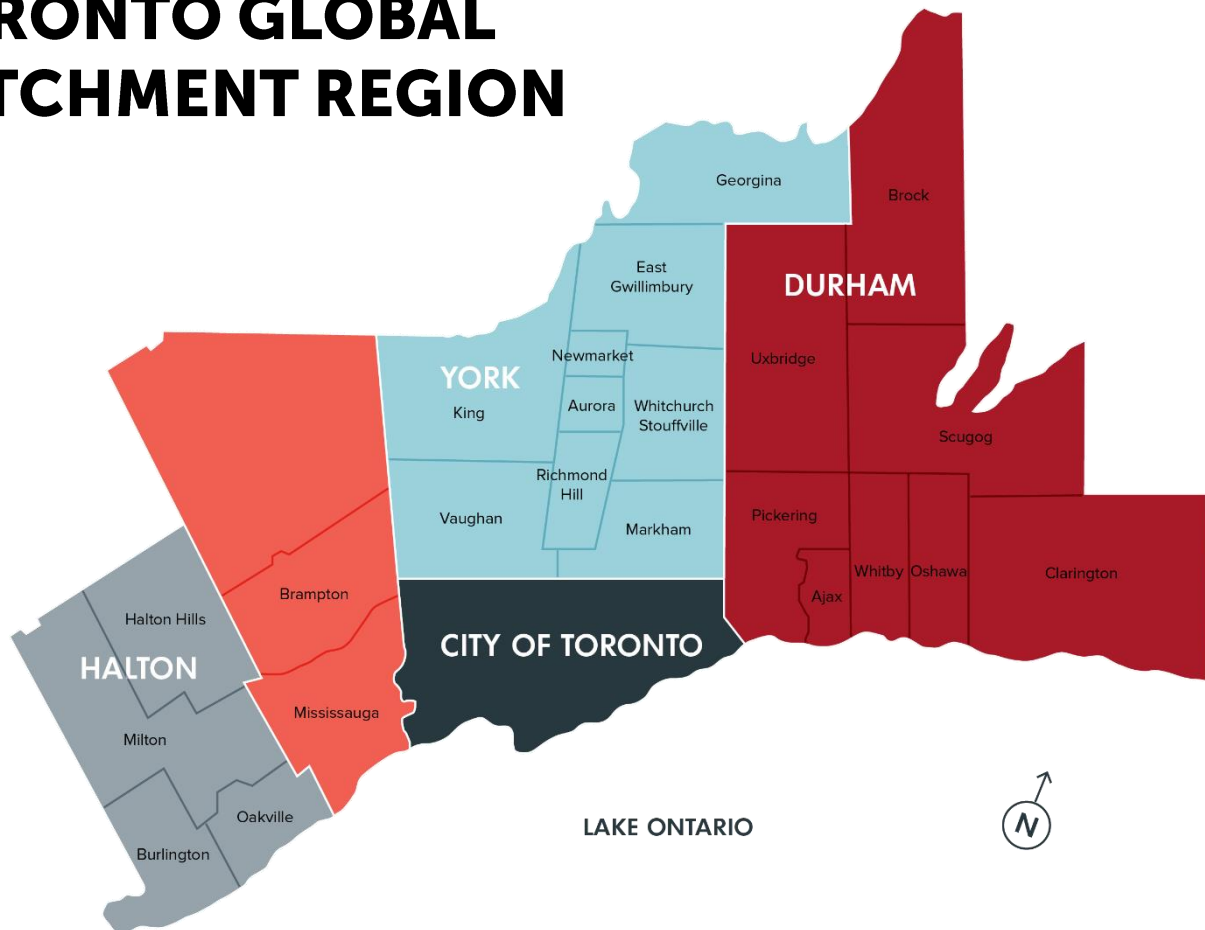 RONTO GLOBAL
TCHMENT REGION
Georgina
Brock
East
Gwillimbury
DURHAM
Newmarket
Uxbridge
YORK
King
Aurora
Whitchurch
Stouffville
Scugog
Richmond
Hill
Vaughan
Markham
Pickering
Whitby
Oshawa
Clarington
Ajax
Brampton
Halton Hills
CITY OF TORONTO
HALTON
Mississauga
Milton
Oakville
LAKE ONTARIO
N
Burlington